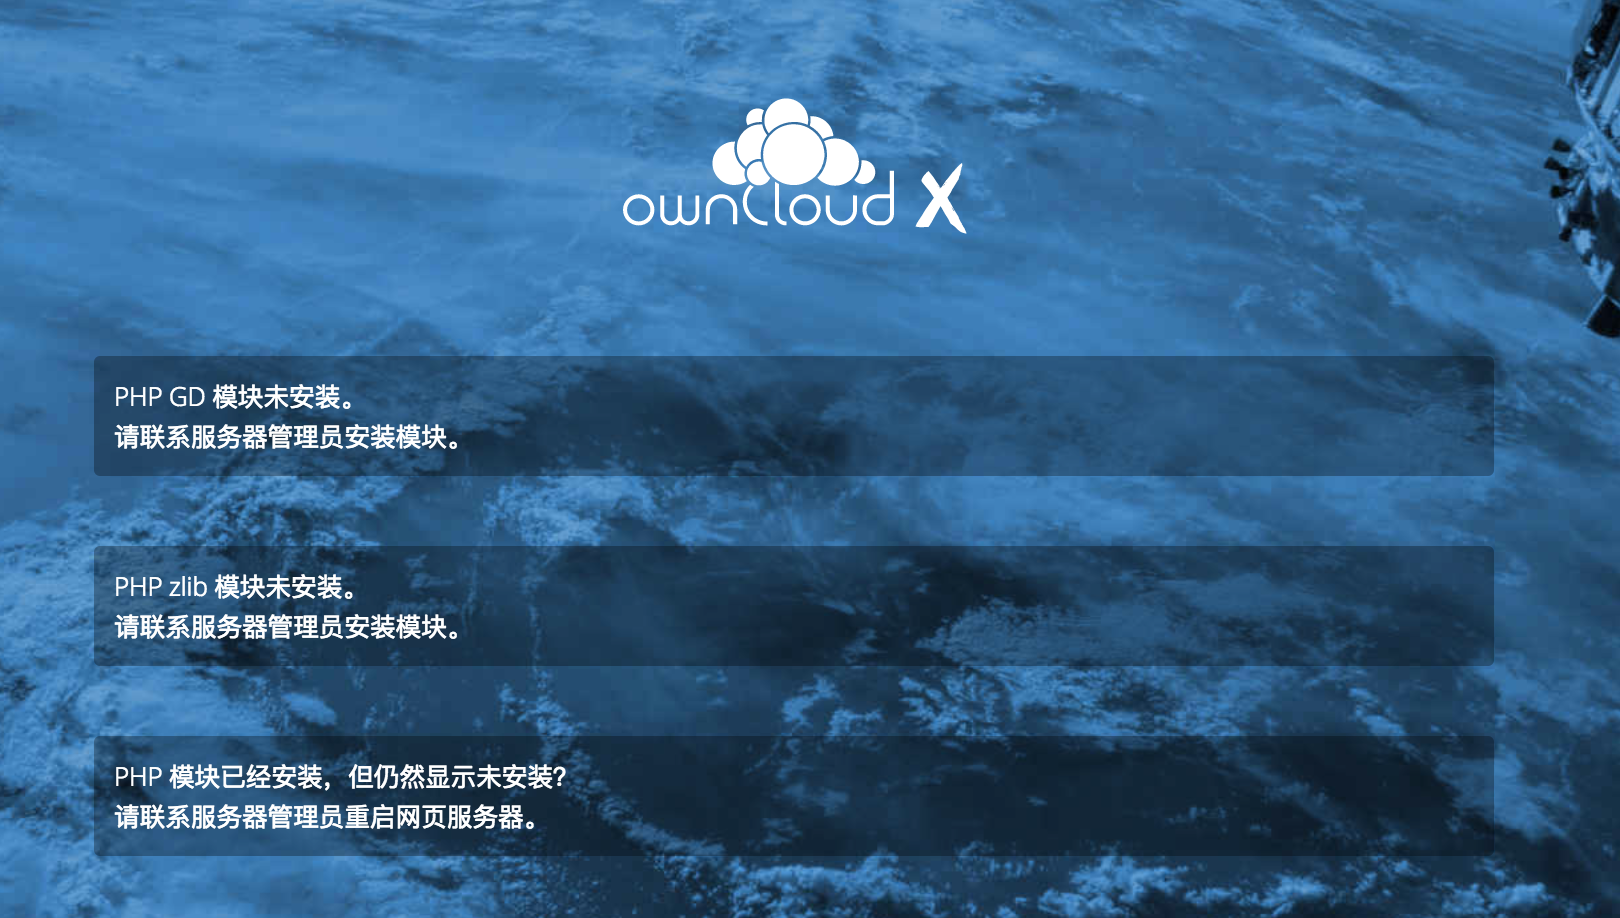 ownCloud X
PHP GD 模块未安装。
请联系服务器管理员安装模块。
PHP zlib 模块未安装。
请联系服务器管理员安装模块。
PHP 模块已经安装，但仍然显示未安装？
请联系服务器管理员重启网页服务器。